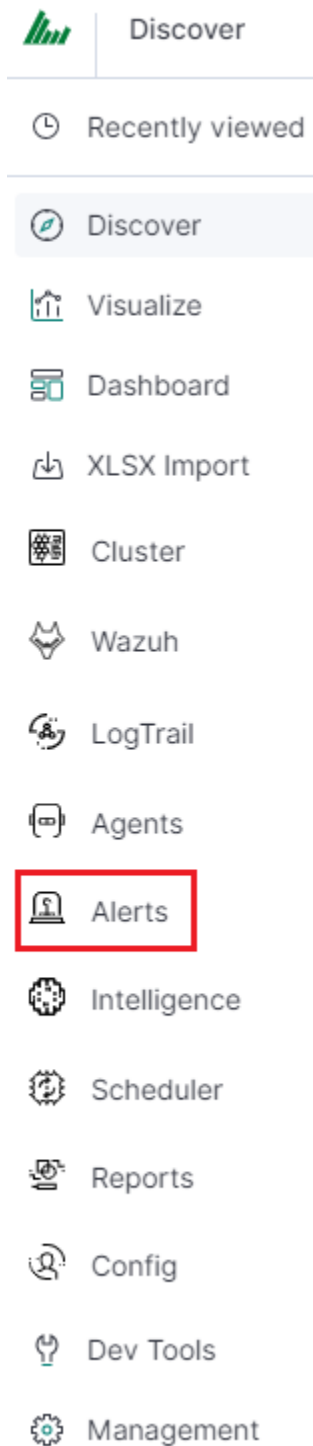 Discover
Recently viewed
Discover
Visualize
Dashboard
XLSX Import
Cluster
Wazuh
LogTrail
Agents
Alerts
Intelligence
Scheduler
Reports
Config
Dev Tools
Management